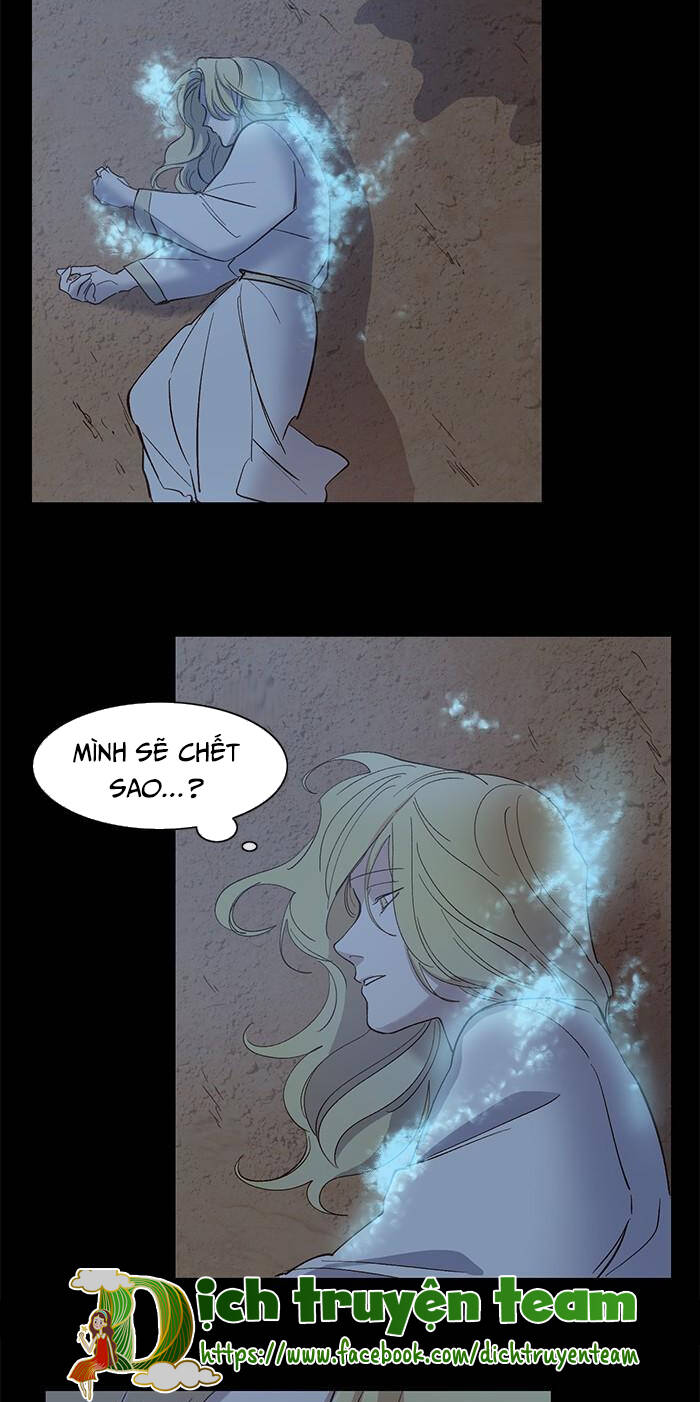 MÌNH SẼ CHẾT
SAO...?
Dịch truyện team
https://www.facebook.com/dichtruyenteam